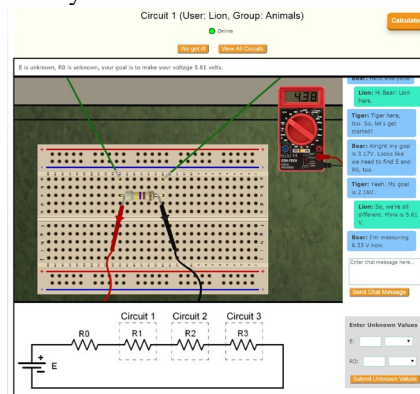 Circuit 1 (User: Lion, Group: Animals)
Calculator
Online
We got it!
View All Circuits
E is unknown, R0 is unknown, your goal is to make your voltage 5.61 volts.
4.38
Lion: Hi Bear! Lion
here.
Tiger: Tiger here,
too. So, let's get
started!
Bear: Alright my goal
is 3.17V. Looks like
we need to find E and
R0, too.
Tiger: Yeah. My goal
is 2.16V.
Lion: So, we're all
different. Mine is 5.61
V.
Bear: I'm measuring
6.33 V now.
Enter chat message here...
Send Chat Message
Circuit 1 Circuit 2 Circuit 3
R0 R1 R2 R3
+
E
Enter Unknown Values
E:
R0:
Submit Unknown Values